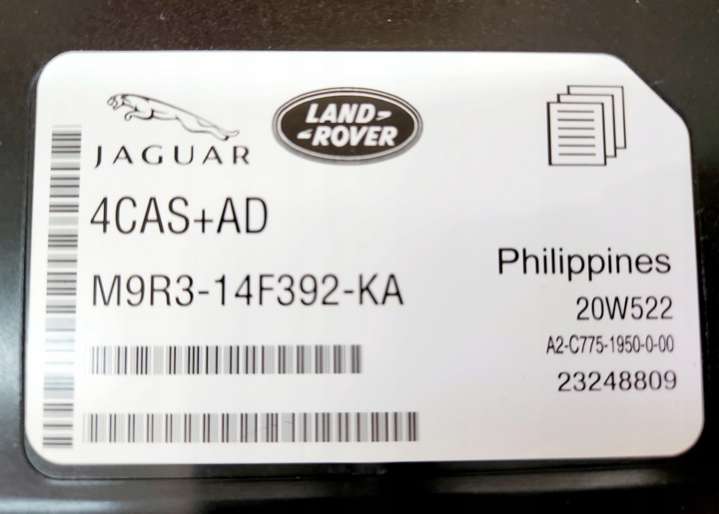 JAGUAR
LAND-
-ROVER
4CAS+AD
M9R3-14F392-KA
Philippines
20W522
A2-C775-1950-0-00
23248809